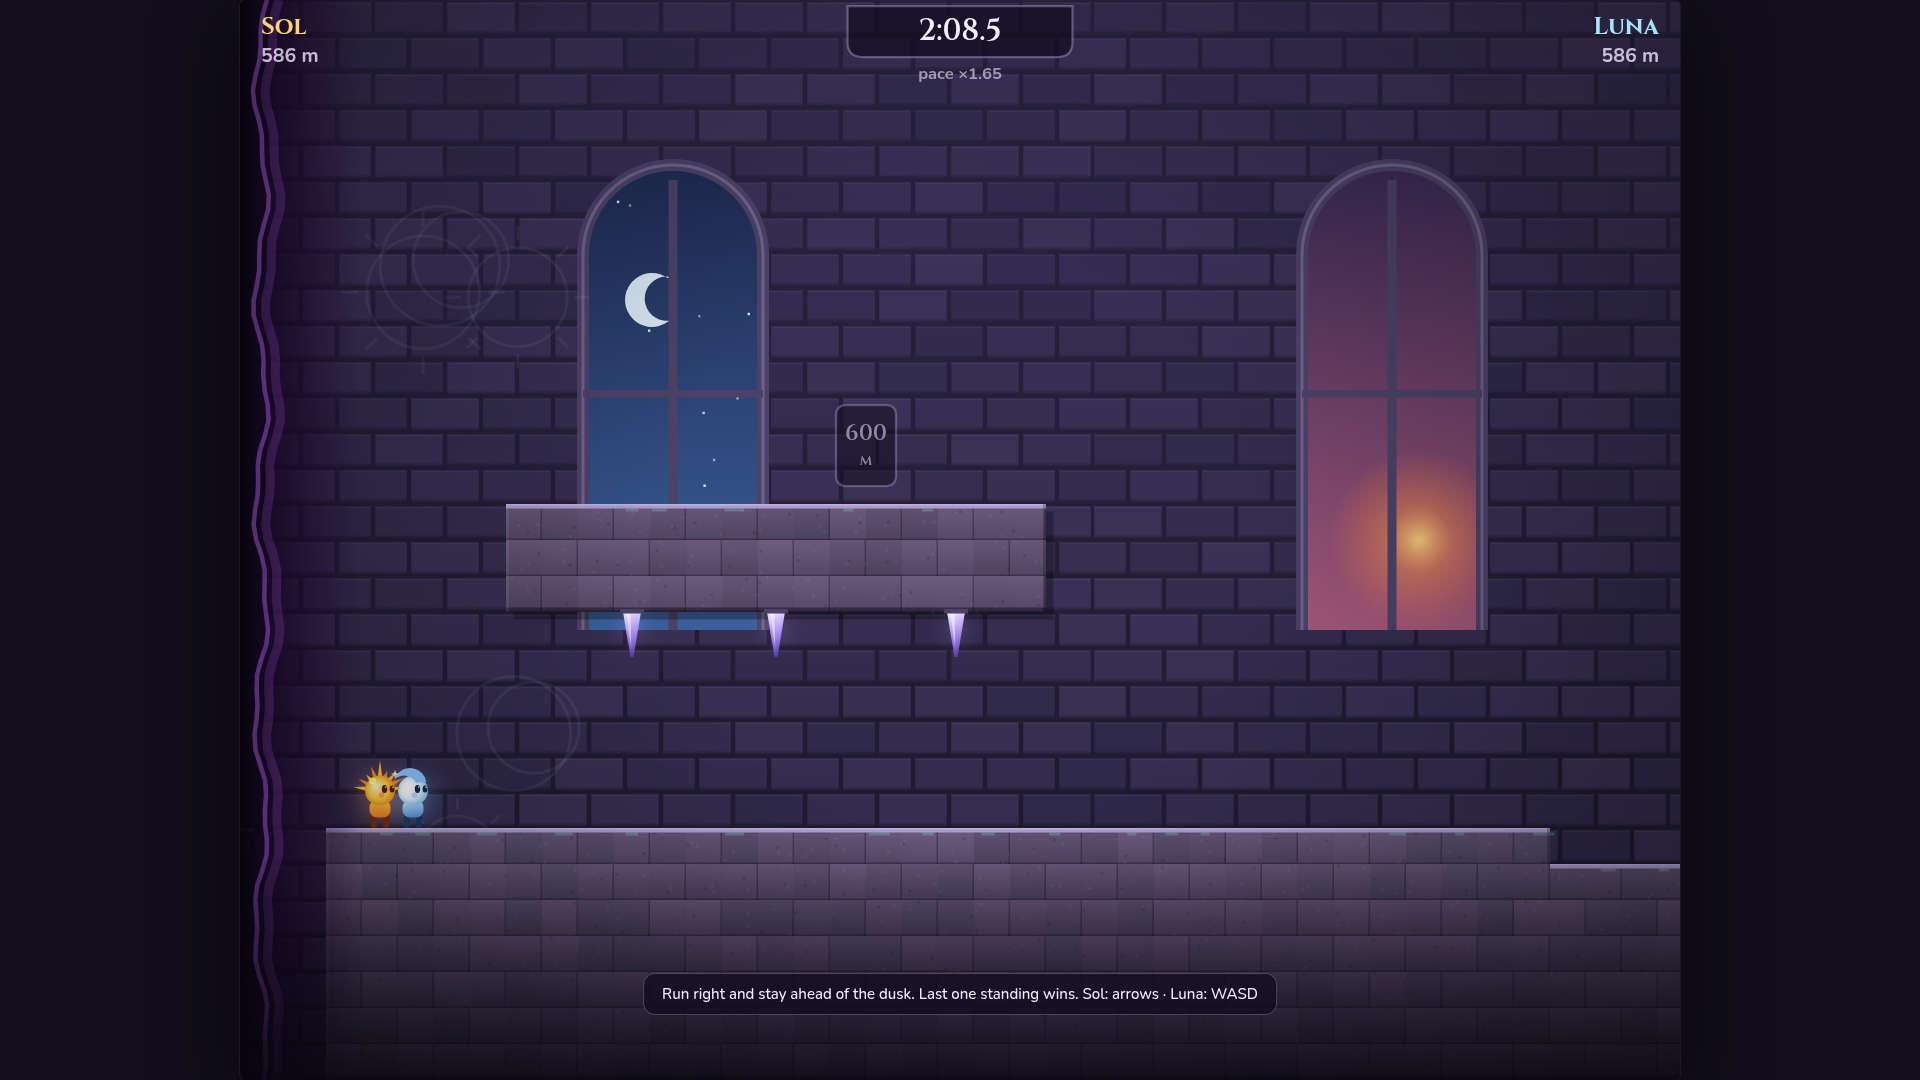 SOL
586 m
2:08.5
pace ×1.65
LUNA
586 m
600
M
Run right and stay ahead of the dusk. Last one standing wins. Sol: arrows · Luna: WASD